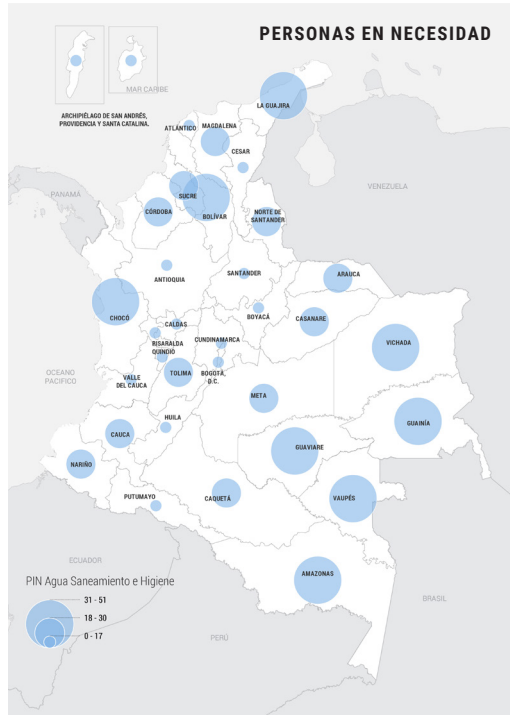 PERSONAS EN NECESIDAD
MAR CARIBE
ARCHIPIÉLAGO DE SAN ANDRÉS,
PROVIDENCIA Y SANTA CATALINA.
LA GUAJIRA
ATLÁNTICO
MAGDALENA
CESAR
PANAMÁ
VENEZUELA
SUCRE
CÓRDOBA
BOLÍVAR
NORTE DE
SANTANDER
ANTIOQUIA
SANTANDER
ARAUCA
CHOCÓ
CALDAS
BOYACÁ
CASANARE
RISARALDA
QUINDIÓ
CUNDINAMARCA
VICHADA
OCEANO
PACIFICO
VALLE
DEL CAUCA
TOLIMA
BOGOTÁ,
D.C.
META
HUILA
CAUCA
GUAINÍA
GUAVIARE
NARIÑO
PUTUMAYO
CAQUETÁ
VAUPÉS
ECUADOR
AMAZONAS
BRASIL
PERÚ
PIN Agua Saneamiento e Higiene
31 - 51
18 - 30
0 - 17